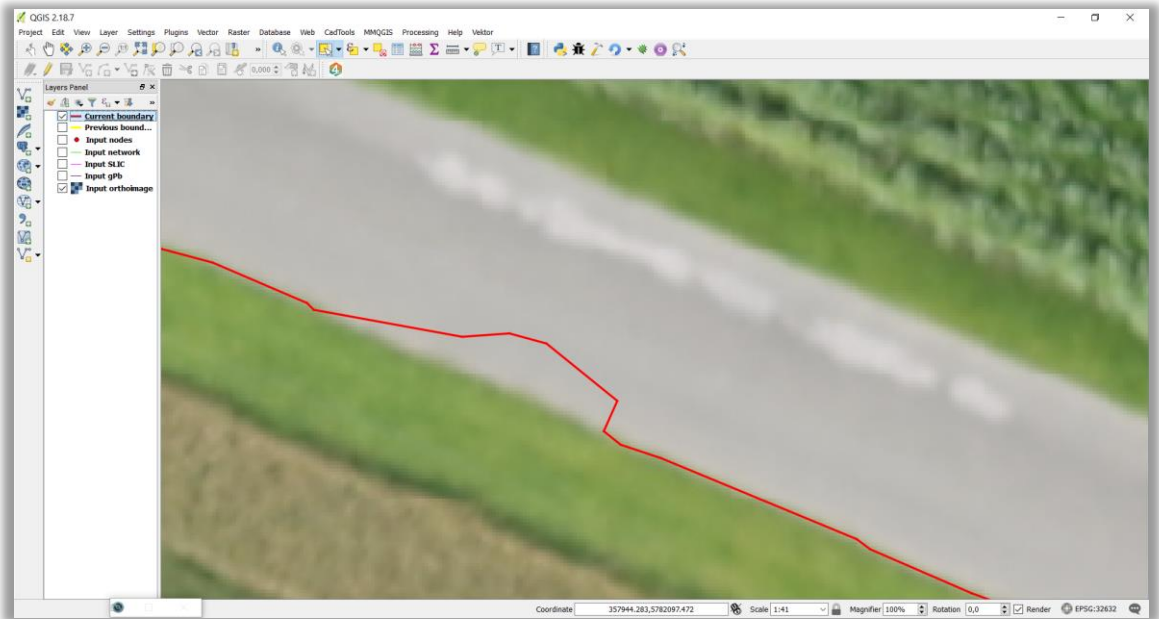 QGIS 2.18.7
Project Edit View Layer Settings Plugins Vector Raster Database Web CadTools MMQGIS Processing Help Vektor
0,000
Layers Panel
Current boundary
Previous bound...
Input nodes
Input network
Input SLIC
Input gPb
Input orthoimage
Coordinate 357944.283,5782097.472 Scale 1:41 Magnifier 100% Rotation 0,0 Render EPSG:32632